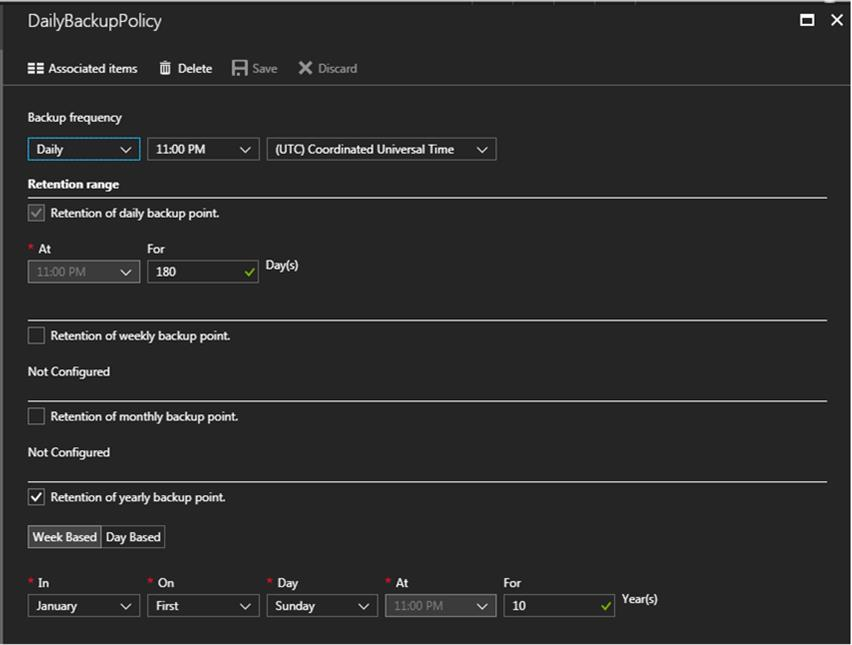 DailyBackupPolicy
Associated items Delete Save Discard
Backup frequency
Daily 11:00 PM (UTC) Coordinated Universal Time
Retention range
Retention of daily backup point.
* At For
11:00 PM 180 Day(s)
Retention of weekly backup point.
Not Configured
Retention of monthly backup point.
Not Configured
Retention of yearly backup point.
Week Based Day Based
* In * On * Day * At For
January First Sunday 11:00 PM 10 Year(s)